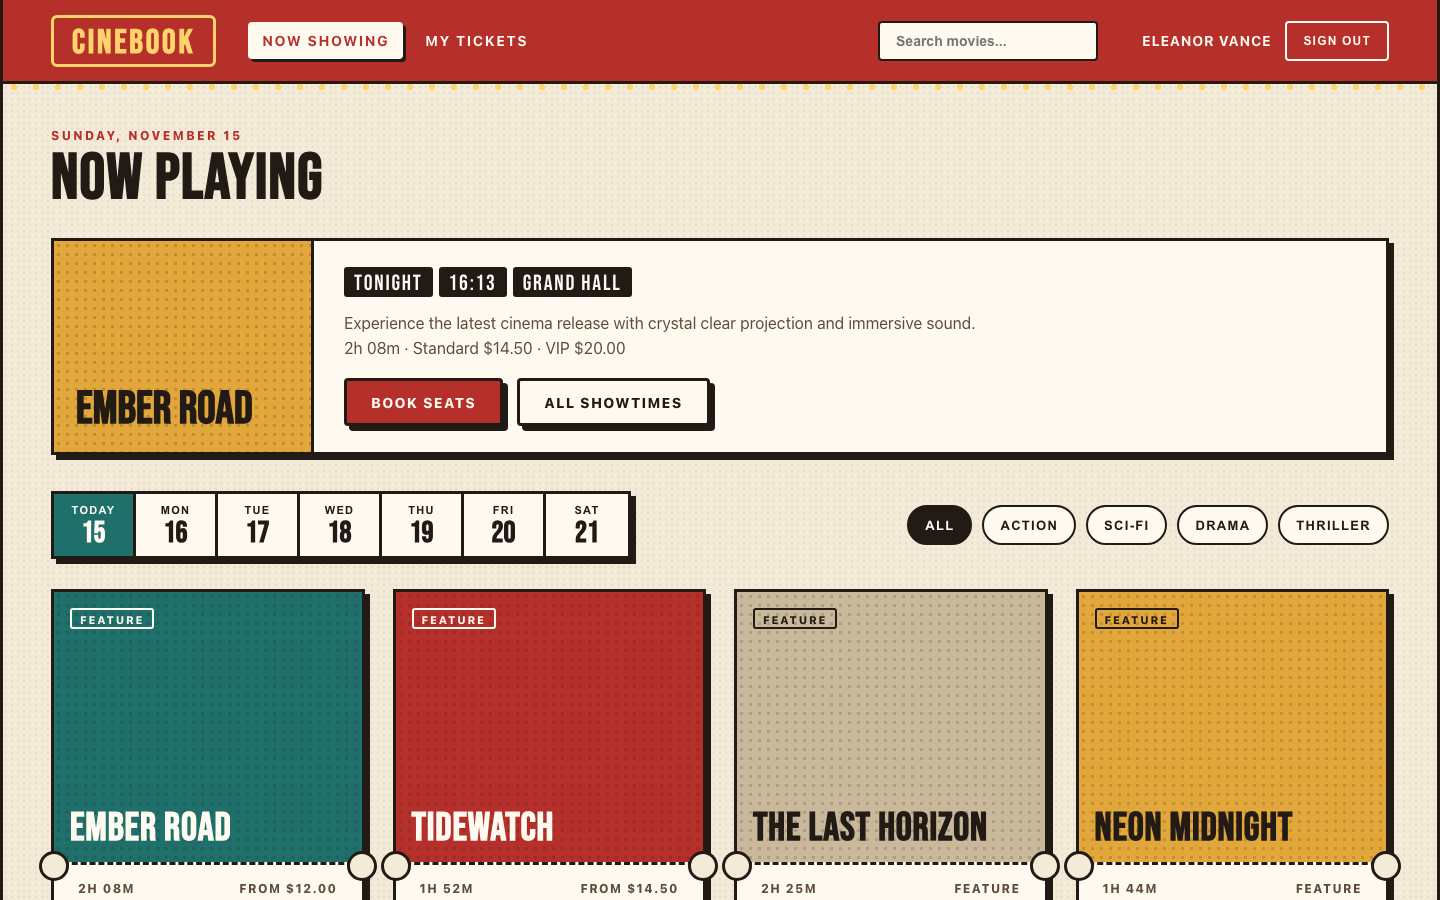 CINEBOOK
NOW SHOWING
MY TICKETS
Search movies...
ELEANOR VANCE
SIGN OUT
SUNDAY, NOVEMBER 15
NOW PLAYING
EMBER ROAD
TONIGHT 16:13 GRAND HALL
Experience the latest cinema release with crystal clear projection and immersive sound.
2h 08m · Standard $14.50 · VIP $20.00
BOOK SEATS
ALL SHOWTIMES
TODAY
15
MON
16
TUE
17
WED
18
THU
19
FRI
20
SAT
21
ALL
ACTION
SCI-FI
DRAMA
THRILLER
FEATURE
EMBER ROAD
2H 08M
FROM $12.00
FEATURE
TIDEWATCH
1H 52M
FROM $14.50
FEATURE
THE LAST HORIZON
2H 25M
FEATURE
FEATURE
NEON MIDNIGHT
1H 44M
FEATURE